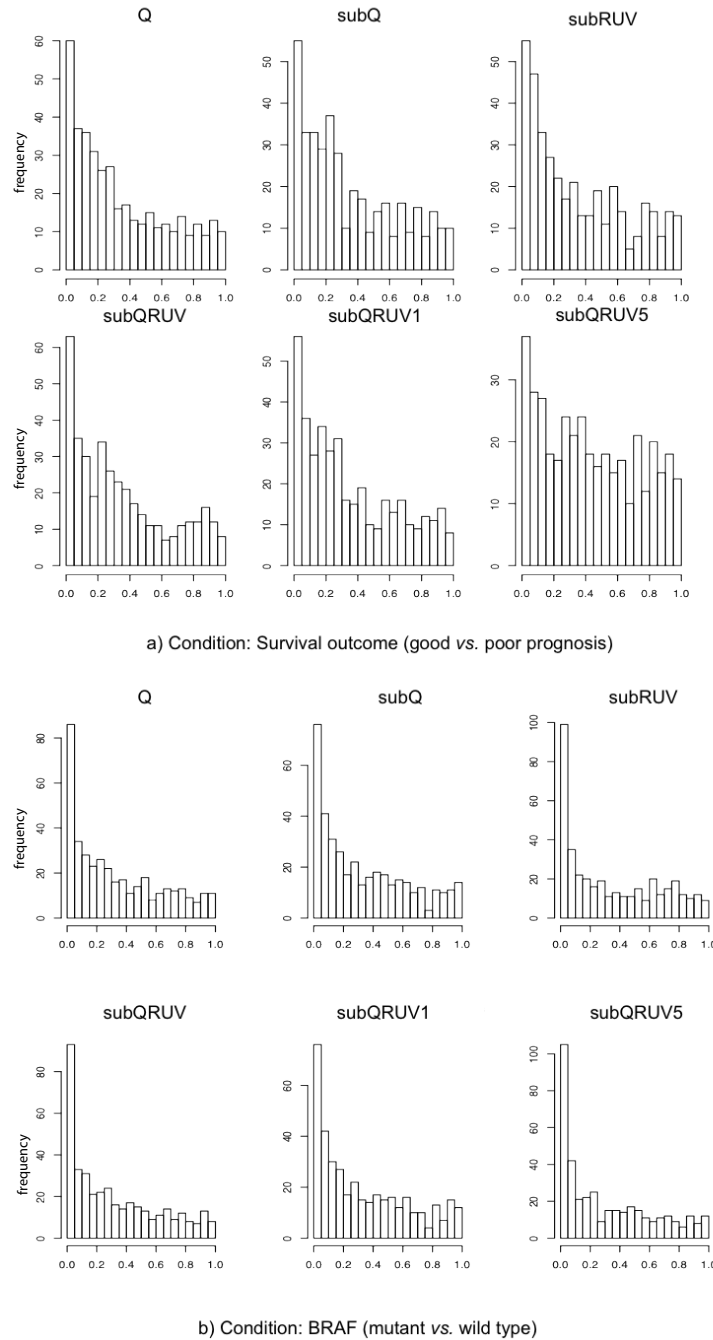 Q subQ subRUV
60 50 50
50 40 40
40 30 30
frequency
30 20 20
20 10 10
10 0 0
0
0.0 0.2 0.4 0.6 0.8 1.0 0.0 0.2 0.4 0.6 0.8 1.0 0.0 0.2 0.4 0.6 0.8 1.0
subQRUV subQRUV1 subQRUV5
60 50 30
50 40 20
40 30 10
frequency
30 20 0
20 10
10 0
0
0.0 0.2 0.4 0.6 0.8 1.0 0.0 0.2 0.4 0.6 0.8 1.0 0.0 0.2 0.4 0.6 0.8 1.0
a) Condition: Survival outcome (good vs. poor prognosis)
Q subQ subRUV
80 60 100
60 40 80
40 20 60
frequency
20 0 40
0 20
0
0.0 0.2 0.4 0.6 0.8 1.0 0.0 0.2 0.4 0.6 0.8 1.0 0.0 0.2 0.4 0.6 0.8 1.0
subQRUV subQRUV1 subQRUV5
80 60 100
60 40 80
40 20 60
frequency
20 0 40
0 20
0
0.0 0.2 0.4 0.6 0.8 1.0 0.0 0.2 0.4 0.6 0.8 1.0 0.0 0.2 0.4 0.6 0.8 1.0
b) Condition: BRAF (mutant vs. wild type)